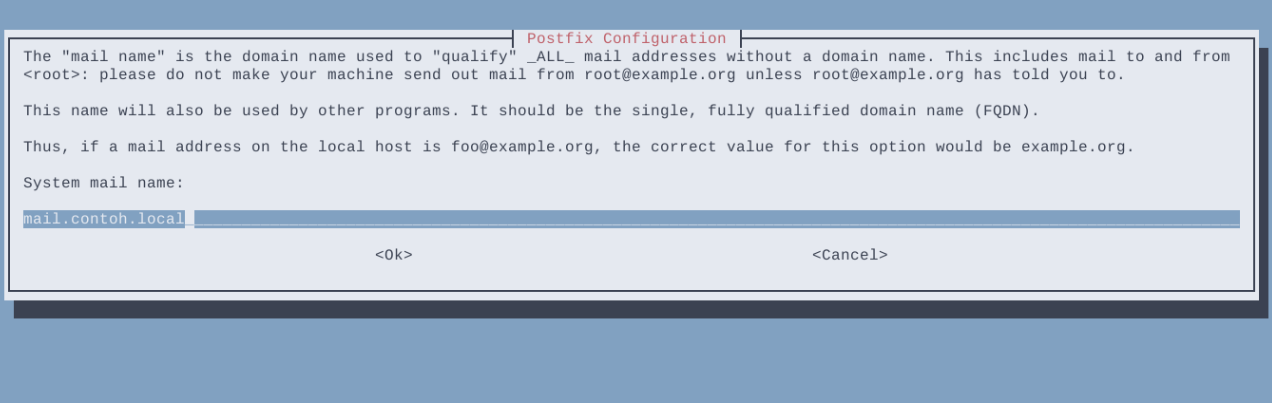 Postfix Configuration
The "mail name" is the domain name used to "qualify" _ALL_ mail addresses without a domain name. This includes mail to and from
<root>: please do not make your machine send out mail from root@example.org unless root@example.org has told you to.
This name will also be used by other programs. It should be the single, fully qualified domain name (FQDN).
Thus, if a mail address on the local host is foo@example.org, the correct value for this option would be example.org.
System mail name:
mail.contoh.local
<Ok> <Cancel>